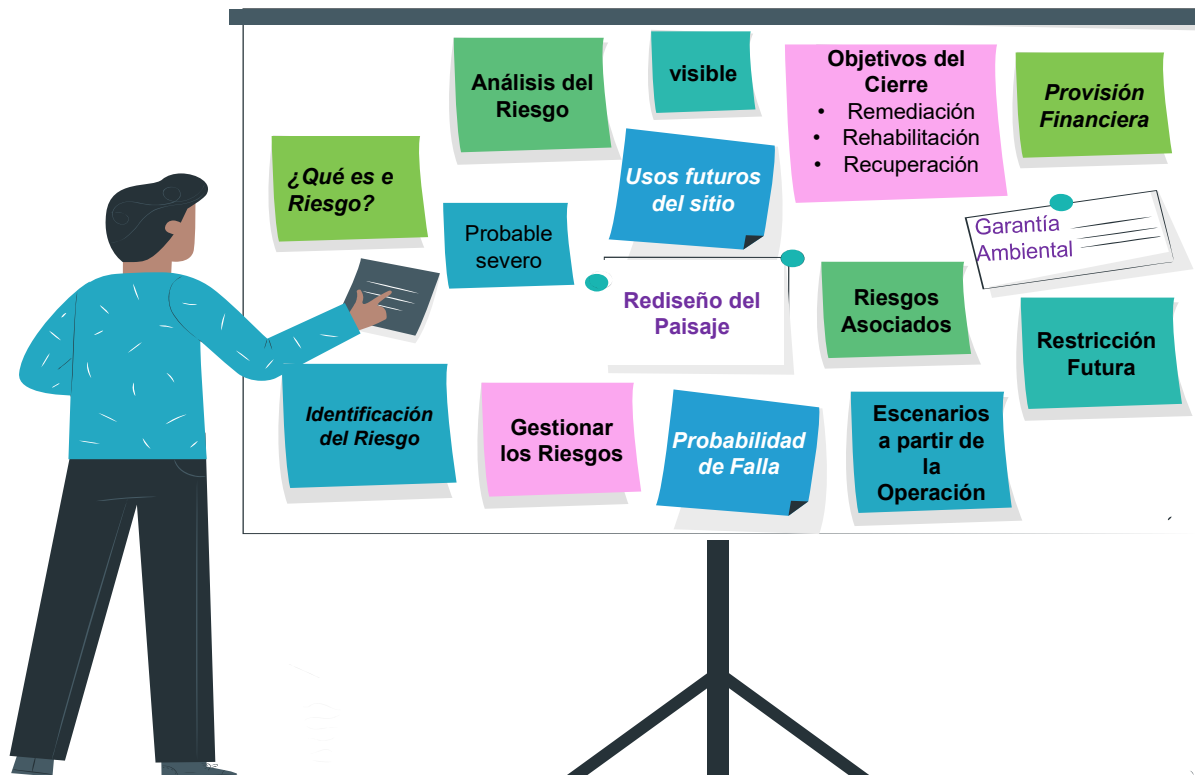 Análisis del
Riesgo
visible
Objetivos del
Cierre
• Remediación
• Rehabilitación
• Recuperación
Provisión
Financiera
¿Qué es e
Riesgo?
Probable
severo
Usos futuros
del sitio
Garantía
Ambiental
Rediseño del
Paisaje
Riesgos
Asociados
Restricción
Futura
Identificación
del Riesgo
Gestionar
los Riesgos
Probabilidad
de Falla
Escenarios
a partir de
la
Operación